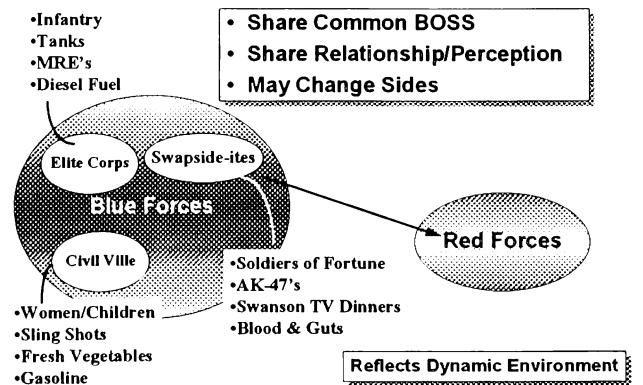 •Infantry
•Tanks
•MRE's
•Diesel Fuel
• Share Common BOSS
• Share Relationship/Perception
• May Change Sides
Elite Corps
Swapside-ites
Blue Forces
Civil Ville
Red Forces
•Soldiers of Fortune
•AK-47's
•Swanson TV Dinners
•Blood & Guts
•Women/Children
•Sling Shots
•Fresh Vegetables
•Gasoline
Reflects Dynamic Environment